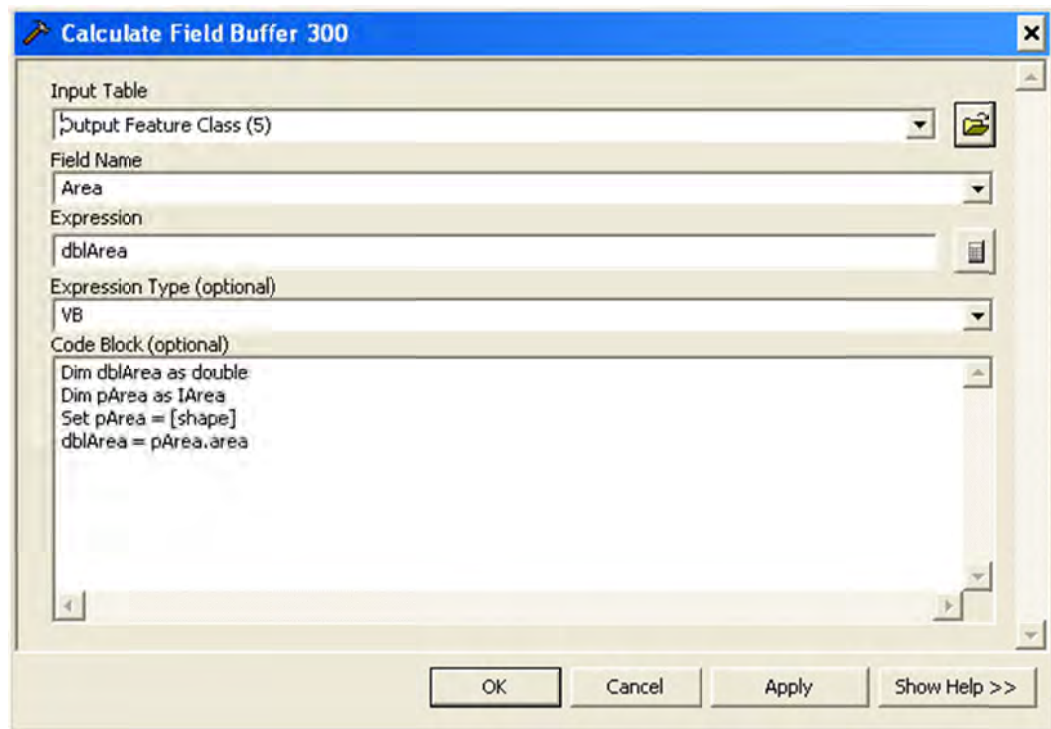 Calculate Field Buffer 300
Input Table
Output Feature Class (5)
Field Name
Area
Expression
dblArea
Expression Type (optional)
VB
Code Block (optional)
Dim dblArea as double
Dim pArea as IArea
Set pArea = [shape]
dblArea = pArea.area
OK Cancel Apply Show Help >>